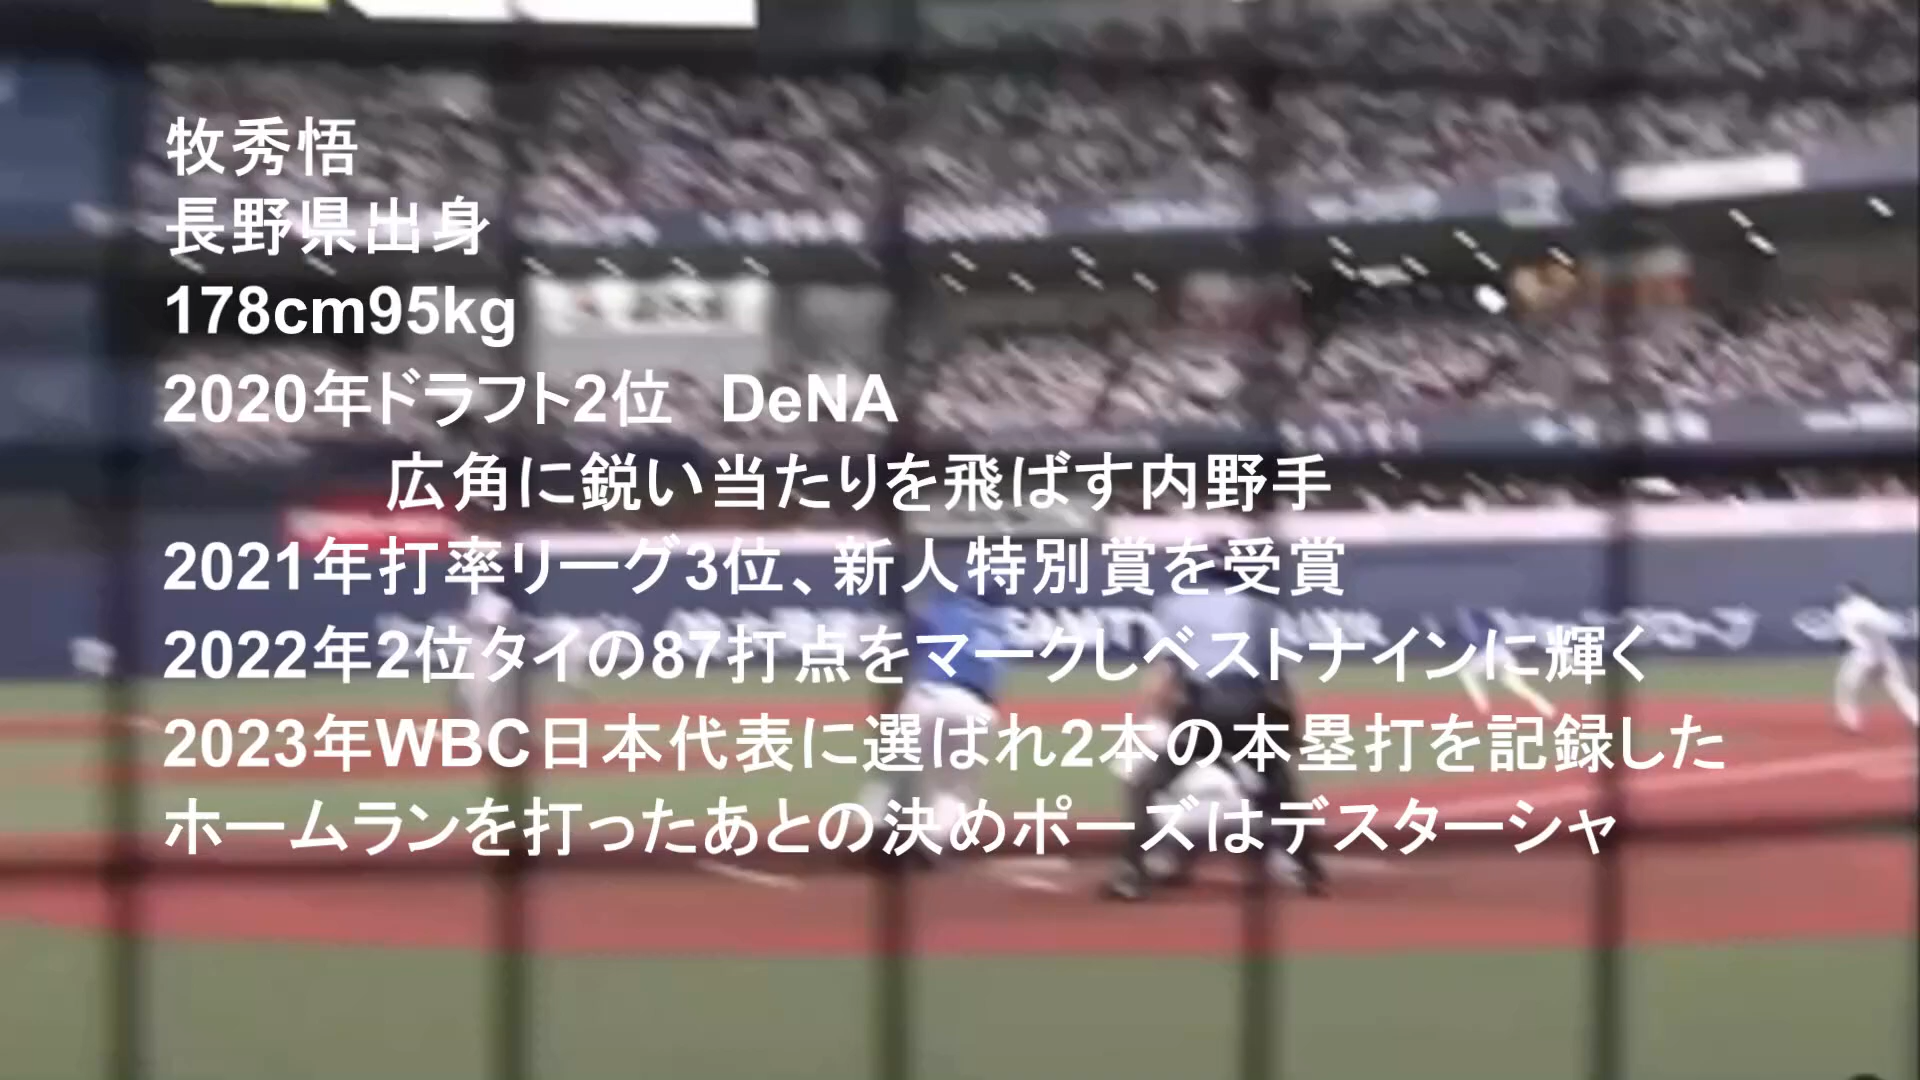 牧秀悟
長野県出身
178cm95kg
2020年ドラフト2位　DeNA
広角に鋭い当たりを飛ばす内野手
2021年打率リーグ3位、新人特別賞を受賞
2022年2位タイの87打点をマークしベストナインに輝く
2023年WBC日本代表に選ばれ2本の本塁打を記録した
ホームランを打ったあとの決めポーズはデスターシャ